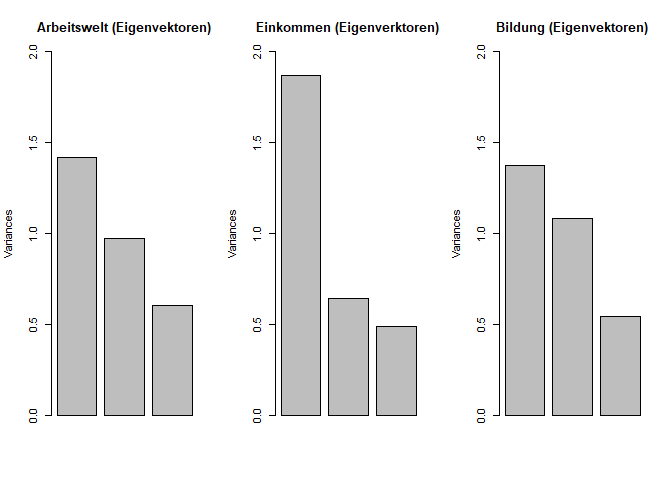 Arbeitswelt (Eigenvektoren)
Variances
0.0 0.5 1.0 1.5 2.0
Einkommen (Eigenverktoren)
Variances
0.0 0.5 1.0 1.5 2.0
Bildung (Eigenvektoren)
Variances
0.0 0.5 1.0 1.5 2.0